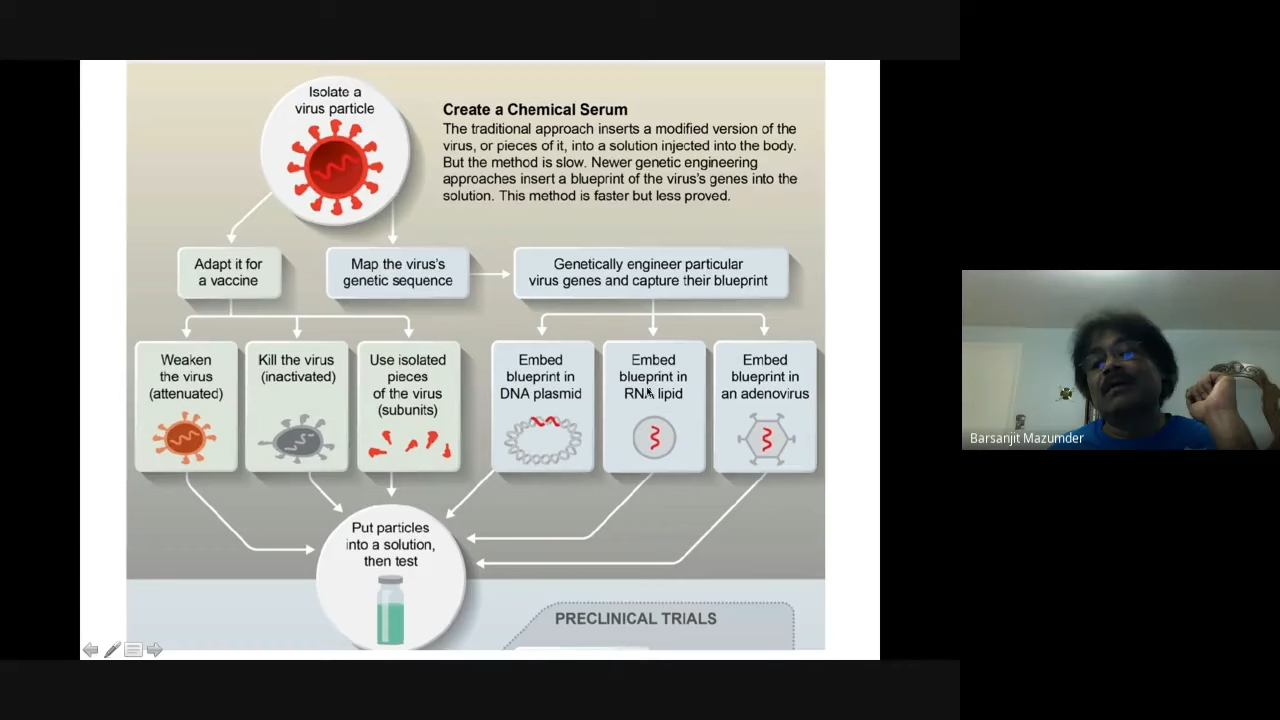 Isolate a
virus particle
Create a Chemical Serum
The traditional approach inserts a modified version of the
virus, or pieces of it, into a solution injected into the body.
But the method is slow. Newer genetic engineering
approaches insert a blueprint of the virus's genes into the
solution. This method is faster but less proved.
Adapt it for
a vaccine
Map the virus's
genetic sequence
Genetically engineer particular
virus genes and capture their blueprint
Weaken
the virus
(attenuated)
Kill the virus
(inactivated)
Use isolated
pieces
of the virus
(subunits)
Embed
blueprint in
DNA plasmid
Embed
blueprint in
RNA lipid
Embed
blueprint in
an adenovirus
Put particles
into a solution,
then test
PRECLINICAL TRIALS
Barsanjit Mazumder